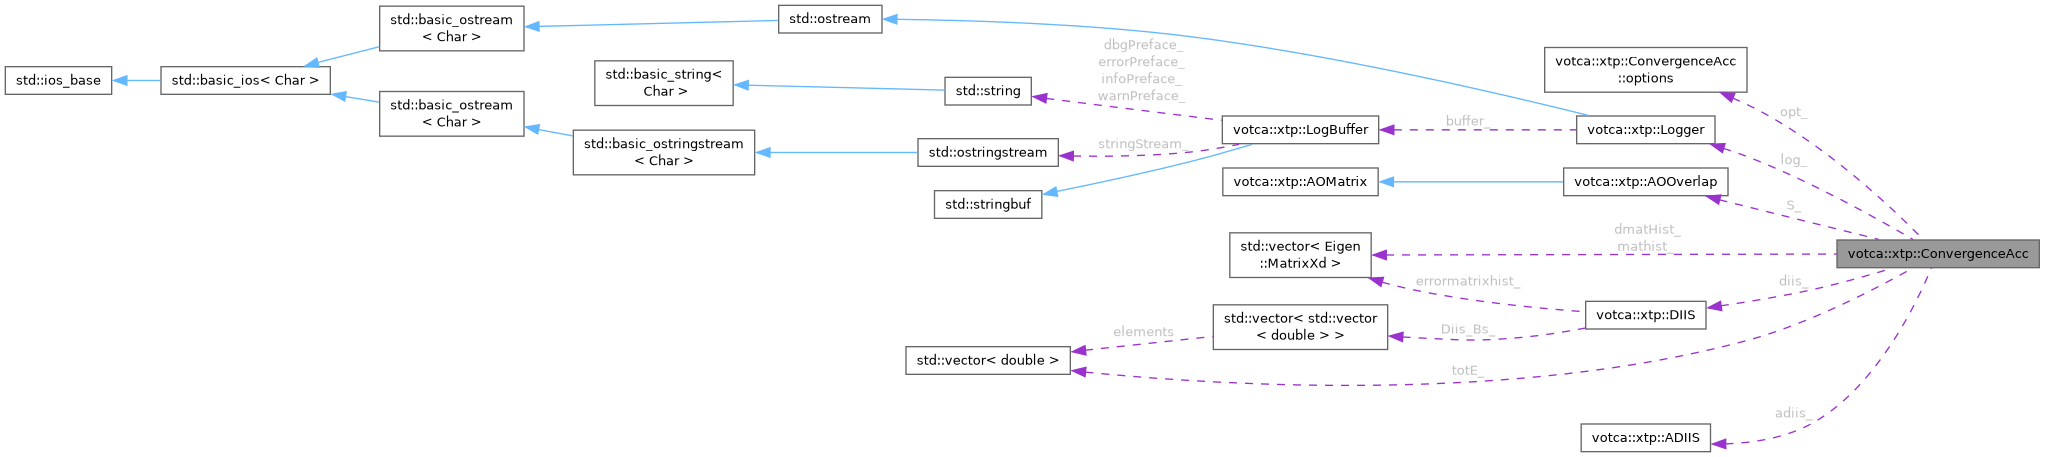 std::ios_base
std::basic_ios< Char >
std::basic_ostream
< Char >
std::basic_ostream
< Char >
std::ostream
std::basic_string<
Char >
std::basic_ostringstream
< Char >
std::string
std::ostringstream
std::stringbuf
dbgPreface_
errorPreface_
infoPreface_
warnPreface_
stringStream_
votca::xtp::LogBuffer
buffer_
votca::xtp::Logger
votca::xtp::ConvergenceAcc
::options
opt_
log_
votca::xtp::AOMatrix
votca::xtp::AOOverlap
S_
std::vector< Eigen
::MatrixXd >
dmatHist_
mathist_
votca::xtp::ConvergenceAcc
errormatrixhist_
diis_
votca::xtp::DIIS
std::vector< std::vector
< double > >
Diis_Bs_
elements
std::vector< double >
totE_
adiis_
votca::xtp::ADIIS